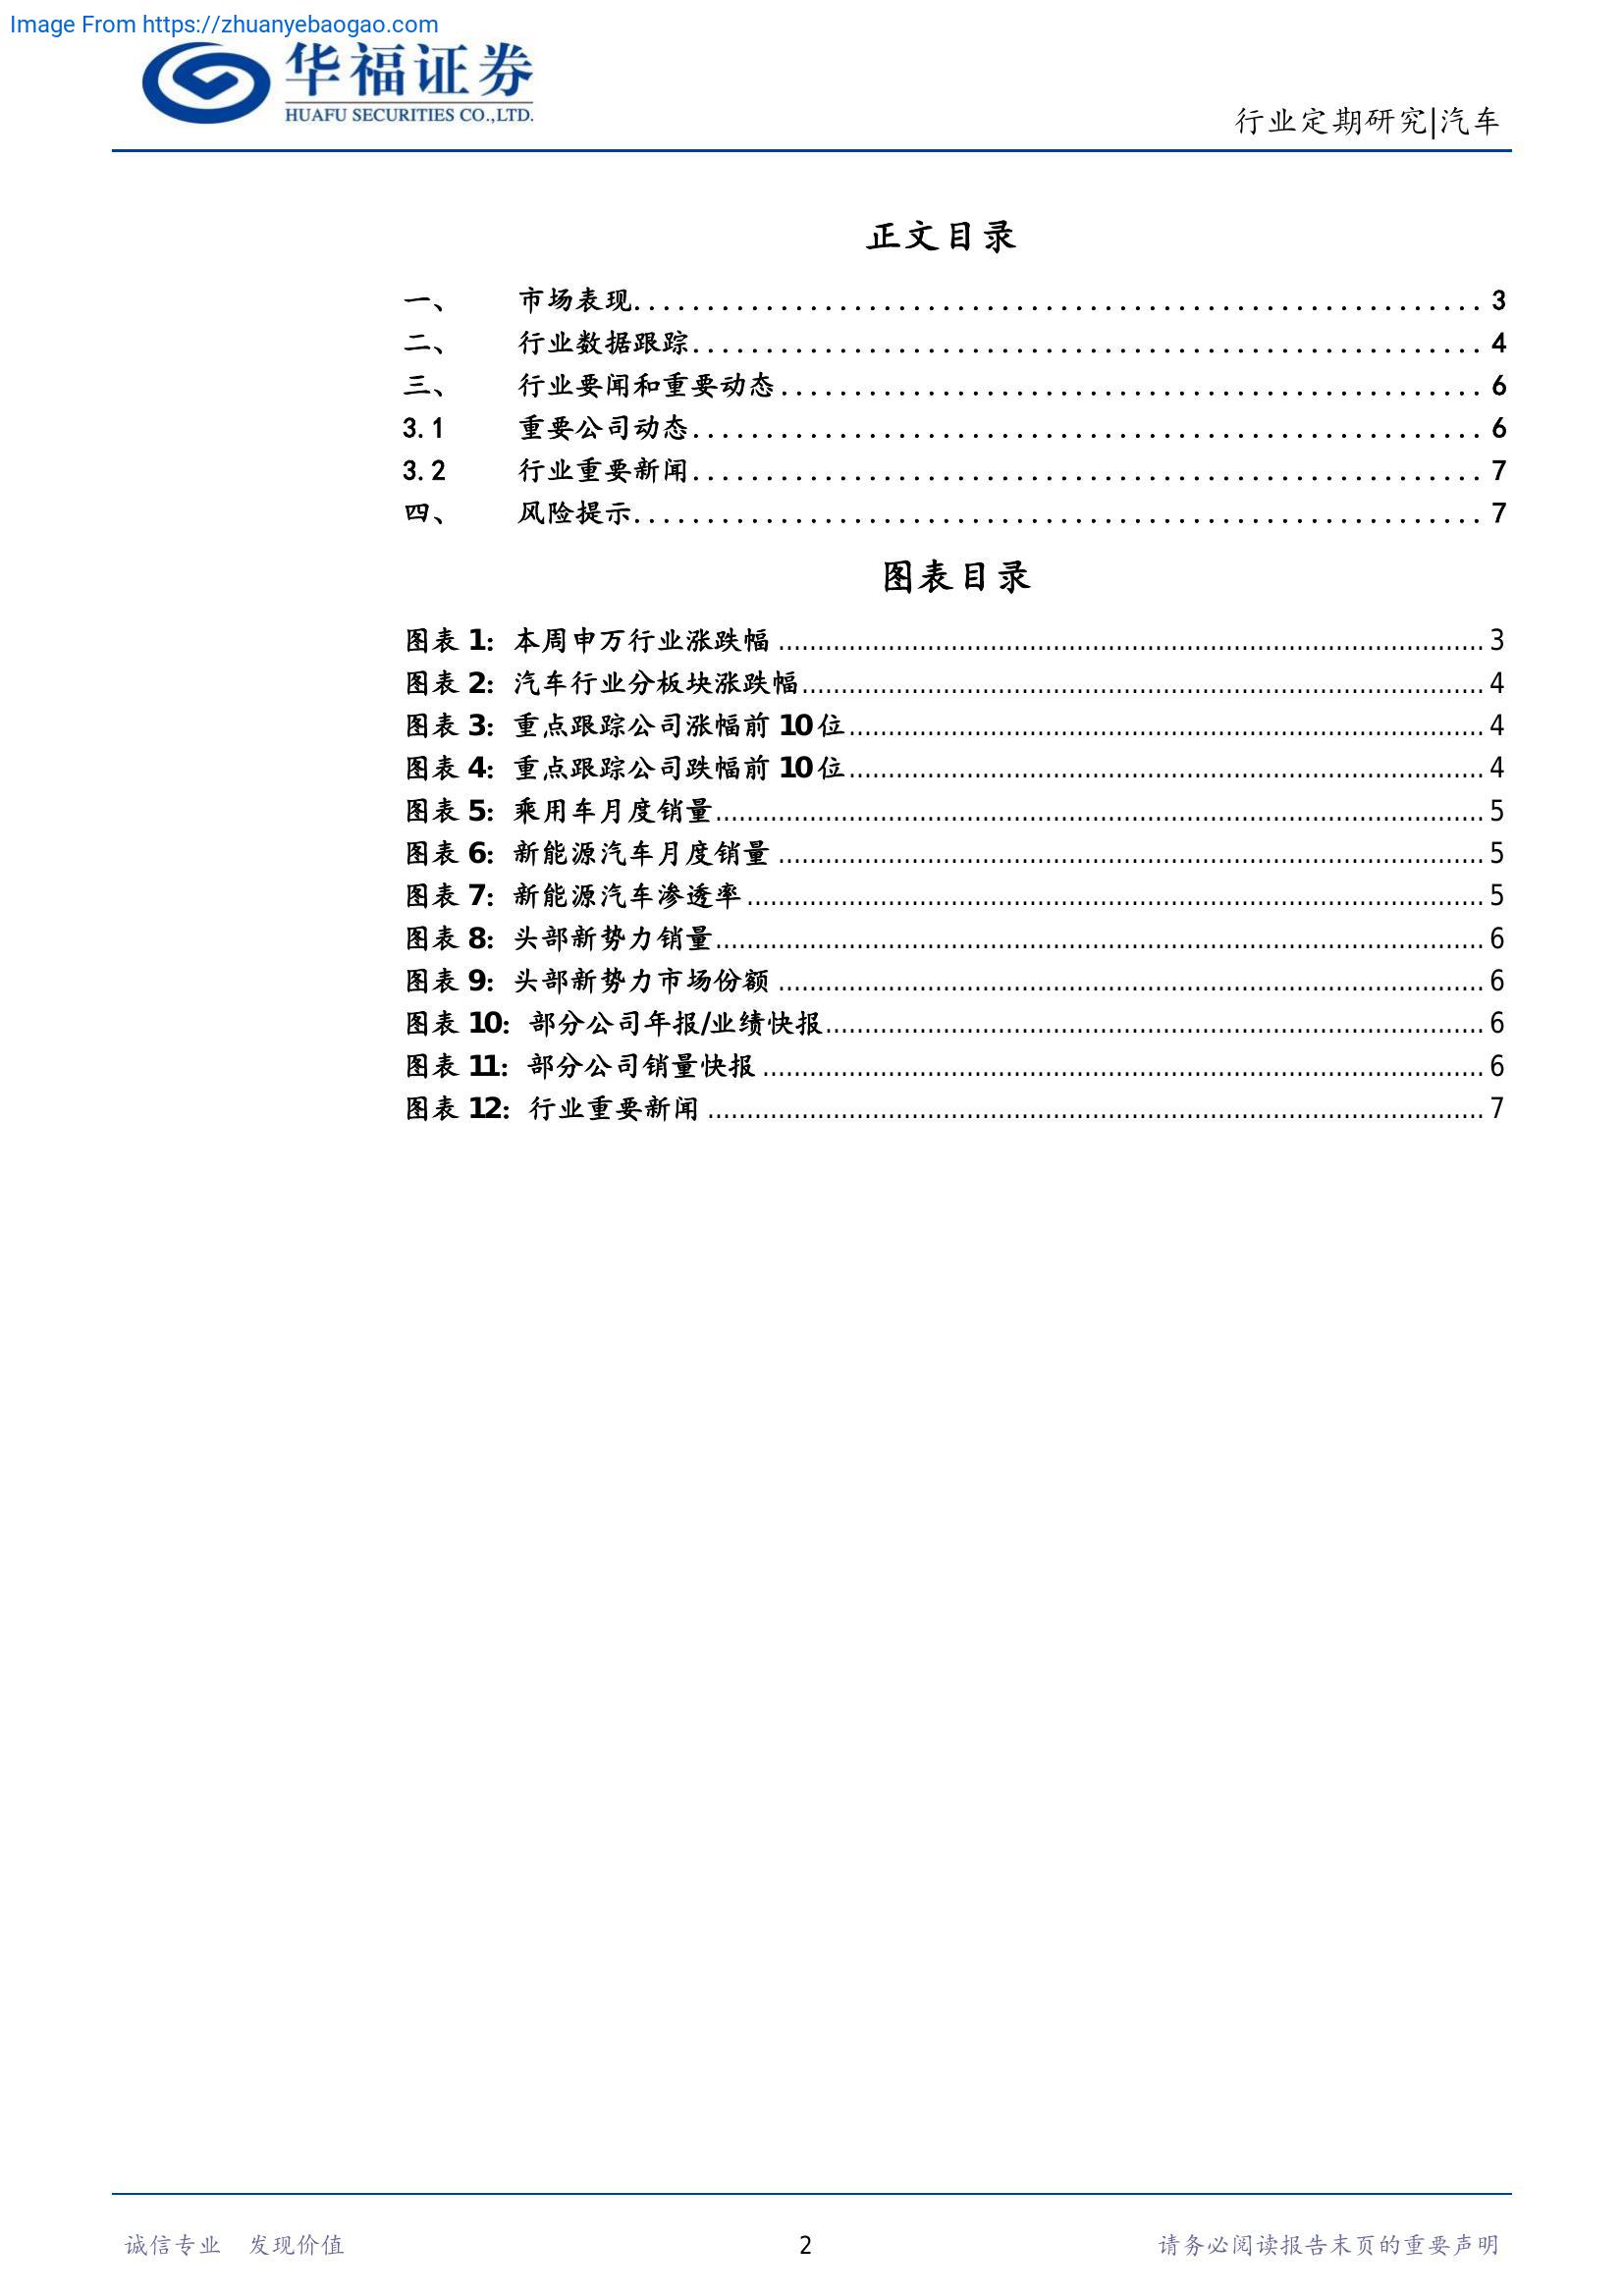 Image From https://zhuanyebaogao.com
华福证券
HUAFU SECURITIES CO.,LTD.
行业定期研究|汽车
正文目录
一、 市场表现 3
二、 行业数据跟踪 4
三、 行业要闻和重要动态 6
3.1 重要公司动态 6
3.2 行业重要新闻 7
四、 风险提示 7
图表目录
图表 1: 本周申万行业涨跌幅 3
图表 2: 汽车行业分板块涨跌幅 4
图表 3: 重点跟踪公司涨幅前 10 位 4
图表 4: 重点跟踪公司跌幅前 10 位 4
图表 5: 乘用车月度销量 5
图表 6: 新能源汽车月度销量 5
图表 7: 新能源汽车渗透率 5
图表 8: 头部新势力销量 6
图表 9: 头部新势力市场份额 6
图表 10: 部分公司年报/业绩快报 6
图表 11: 部分公司销量快报 6
图表 12: 行业重要新闻 7
诚信专业 发现价值 2 请务必阅读报告末页的重要声明